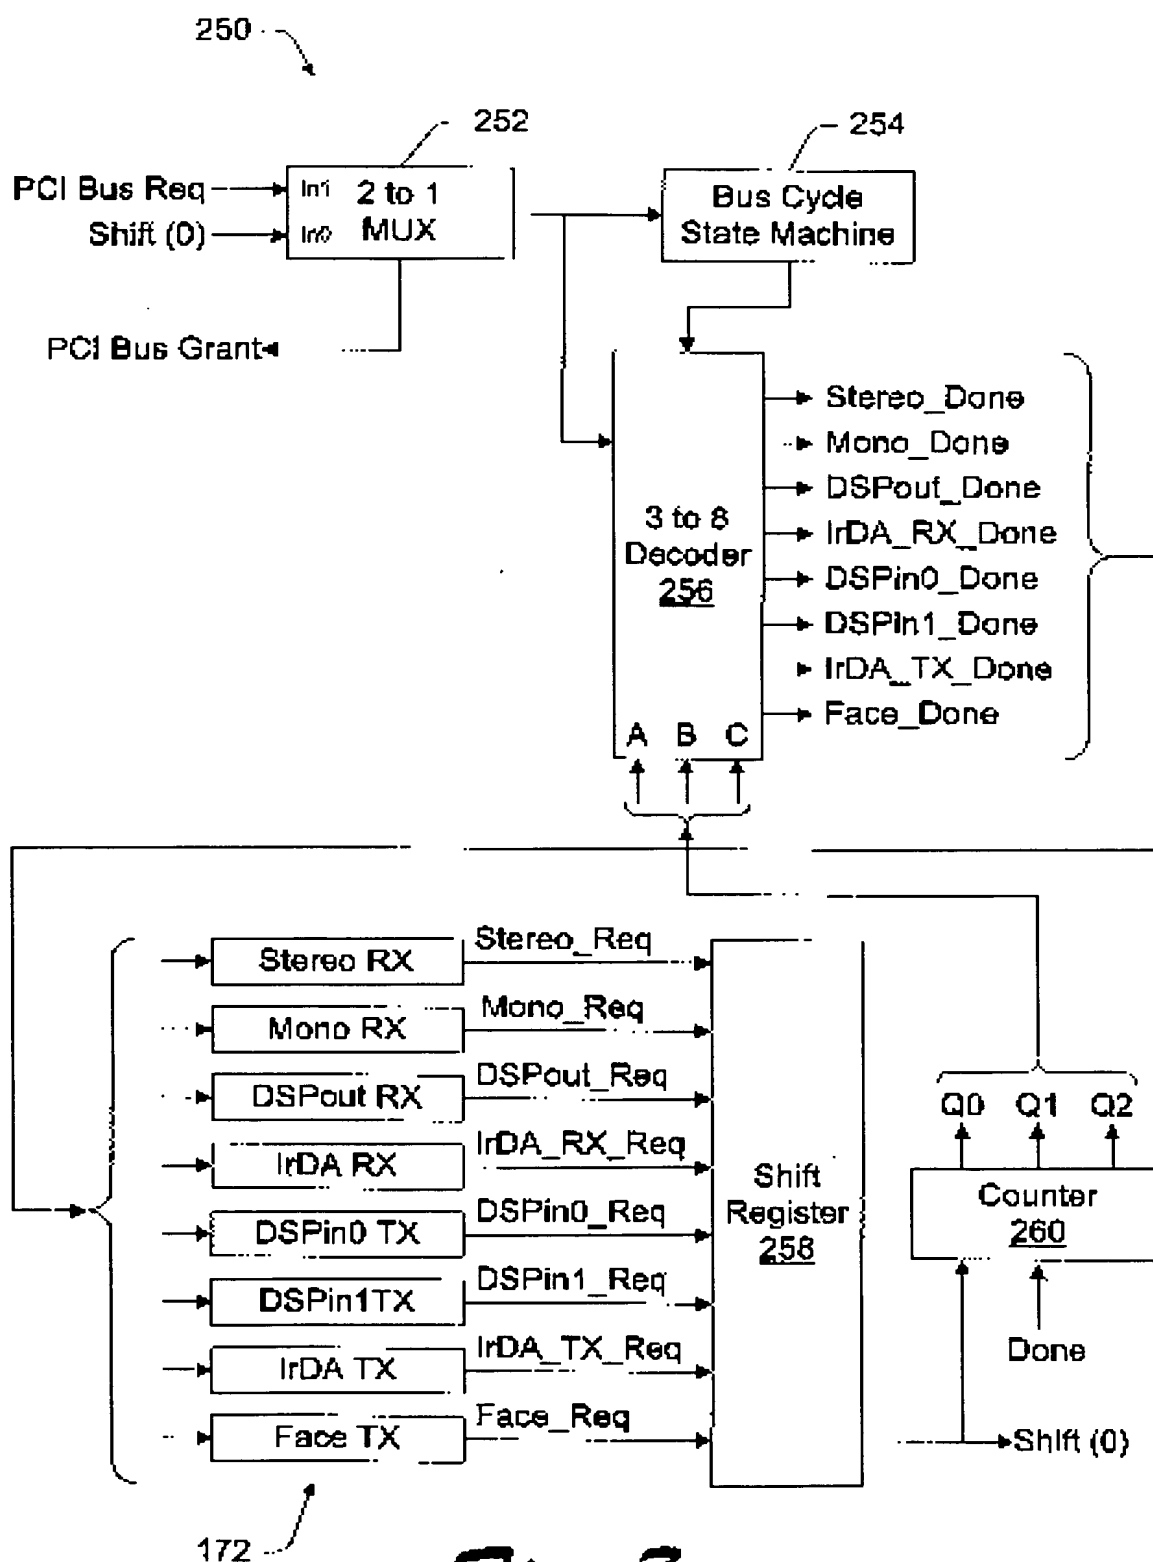 250
252
254
PCI Bus Req
In1
2 to 1
MUX
Shift (0)
In0
Bus Cycle
State Machine
PCI Bus Grant
3 to 8
Decoder
256
A B C
Stereo_Done
Mono_Done
DSPout_Done
IrDA_RX_Done
DSPin0_Done
DSPin1_Done
IrDA_TX_Done
Face_Done
Stereo RX
Stereo_Req
Mono RX
Mono_Req
DSPout RX
DSPout_Req
IrDA RX
IrDA_RX_Req
DSPin0 TX
DSPin0_Req
DSPin1TX
DSPin1_Req
IrDA TX
IrDA_TX_Req
Face TX
Face_Req
Shift
Register
258
Q0 Q1 Q2
Counter
260
Done
Shift (0)
172